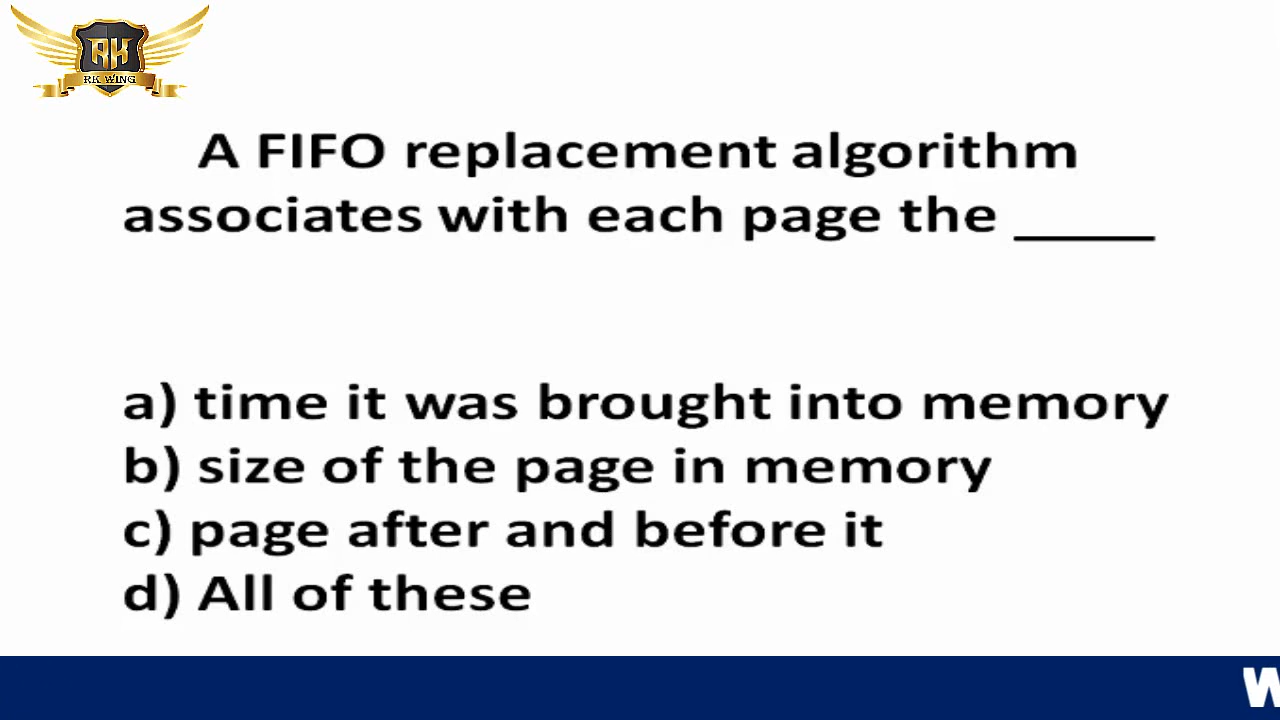 RK
RK WING
A FIFO replacement algorithm
associates with each page the _____
a) time it was brought into memory
b) size of the page in memory
c) page after and before it
d) All of these
W